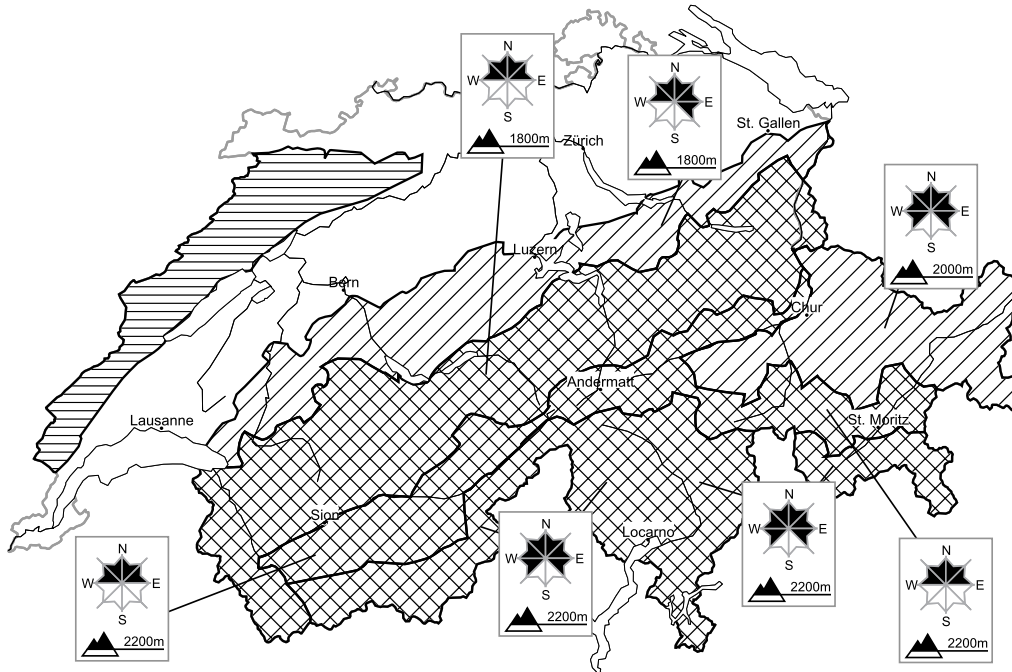 N
W E
S
1800m
N
W E
S
1800m
Zürich
St. Gallen
N
W E
S
2000m
Luzern
Bern
Chur
Andermatt
Lausanne
St. Moritz
Sion
Locarno
N
W E
S
2200m
N
W E
S
2200m
N
W E
S
2200m
N
W E
S
2200m